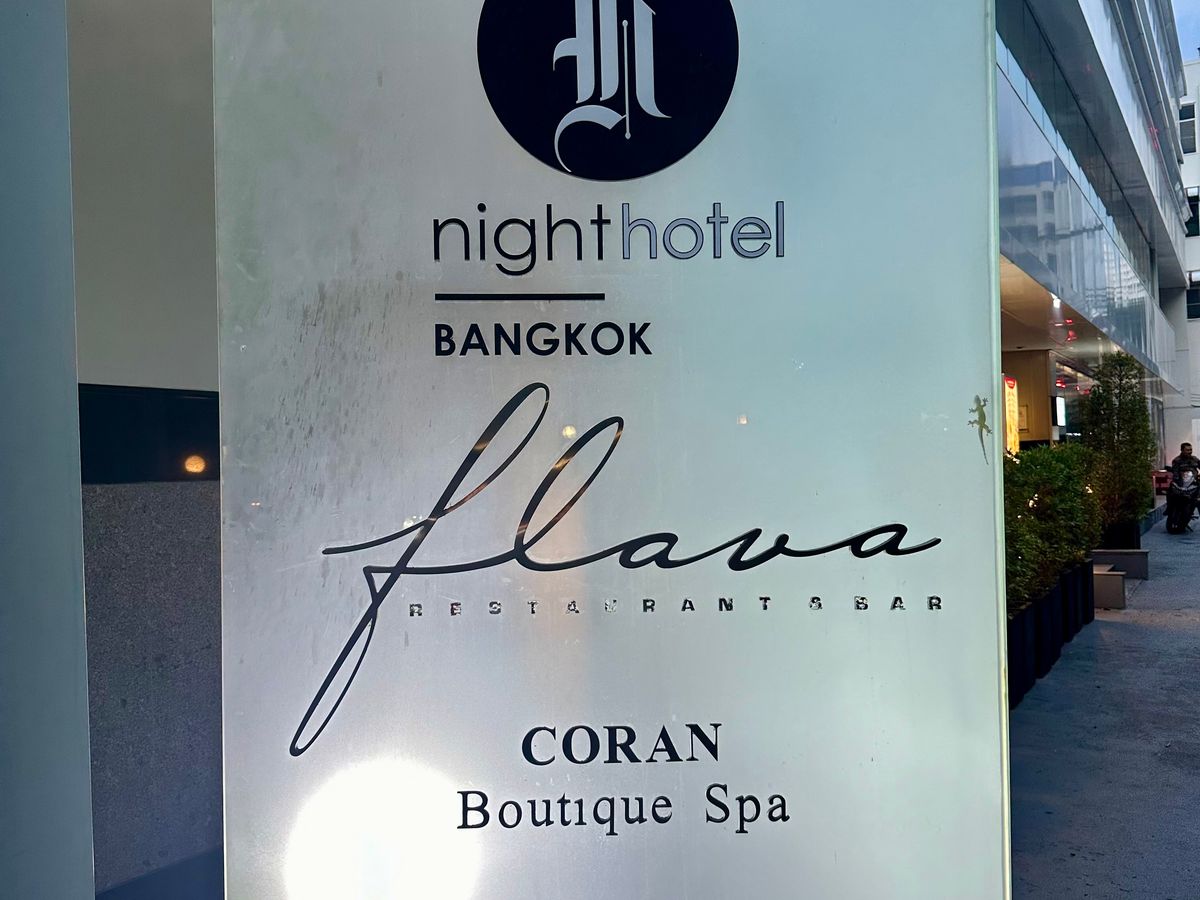 N
nighthotel
BANGKOK
flava
RESTAURANT & BAR
CORAN
Boutique Spa